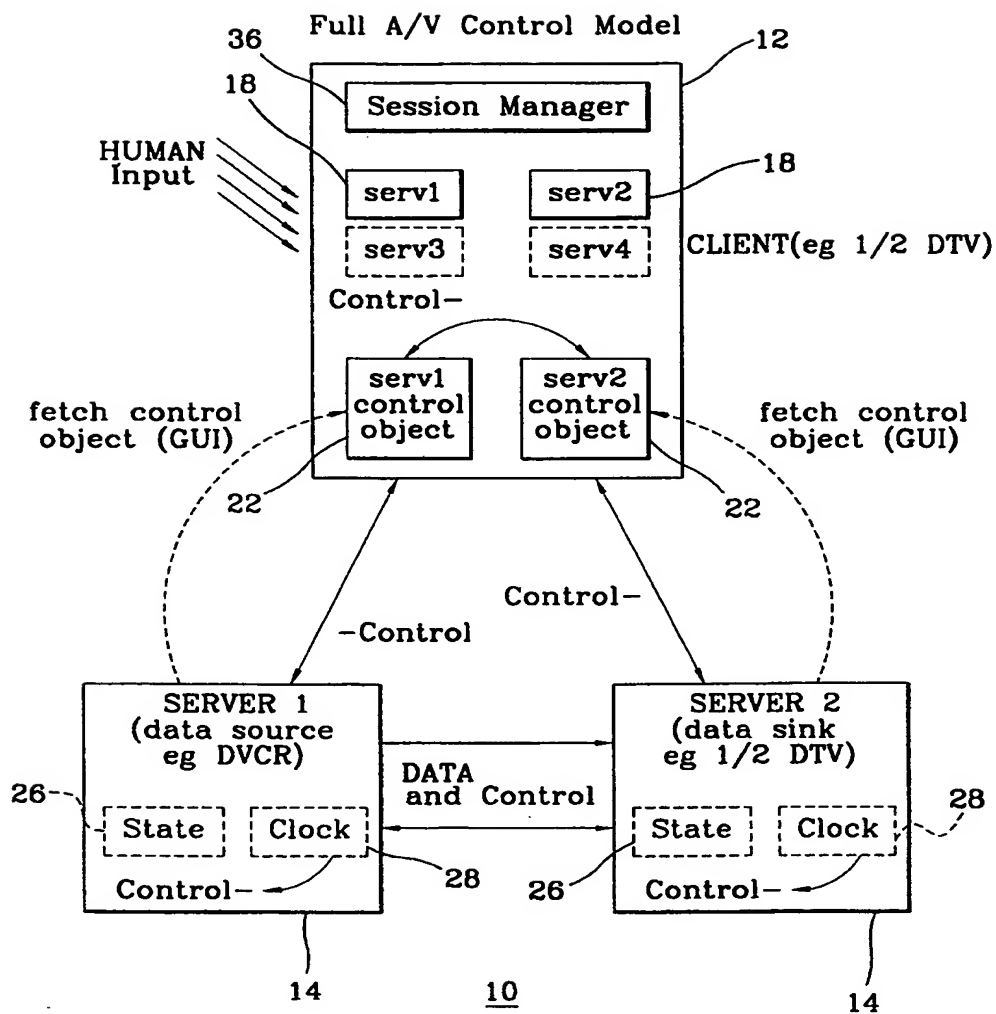 Full A/V Control Model
36
12
Session Manager
18
HUMAN
Input
serv1
serv2
18
serv3
serv4
CLIENT(eg 1/2 DTV)
Control-
serv1
control
object
serv2
control
object
fetch control
object (GUI)
fetch control
object (GUI)
22
22
Control-
-Control
SERVER 1
(data source
eg DVCR)
SERVER 2
(data sink
eg 1/2 DTV)
DATA
and Control
26
State
Clock
State
Clock
28
Control-
28
26
Control-
14
10
14